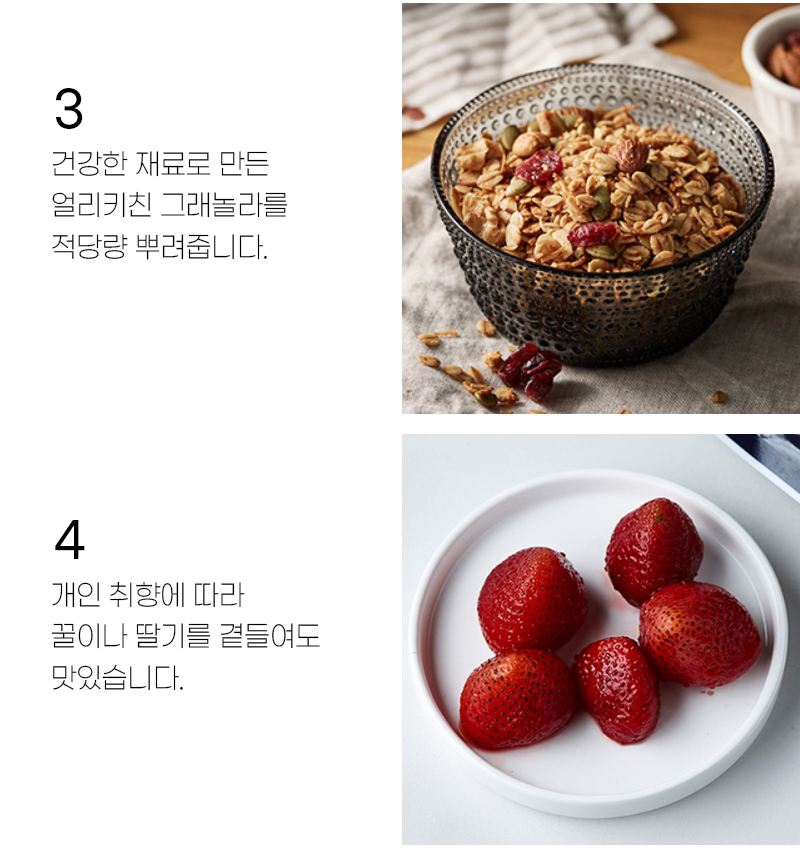 3
건강한 재료로 만든
얼리키친 그래놀라를
적당량 뿌려줍니다.
4
개인 취향에 따라
꿀이나 딸기를 곁들여도
맛있습니다.